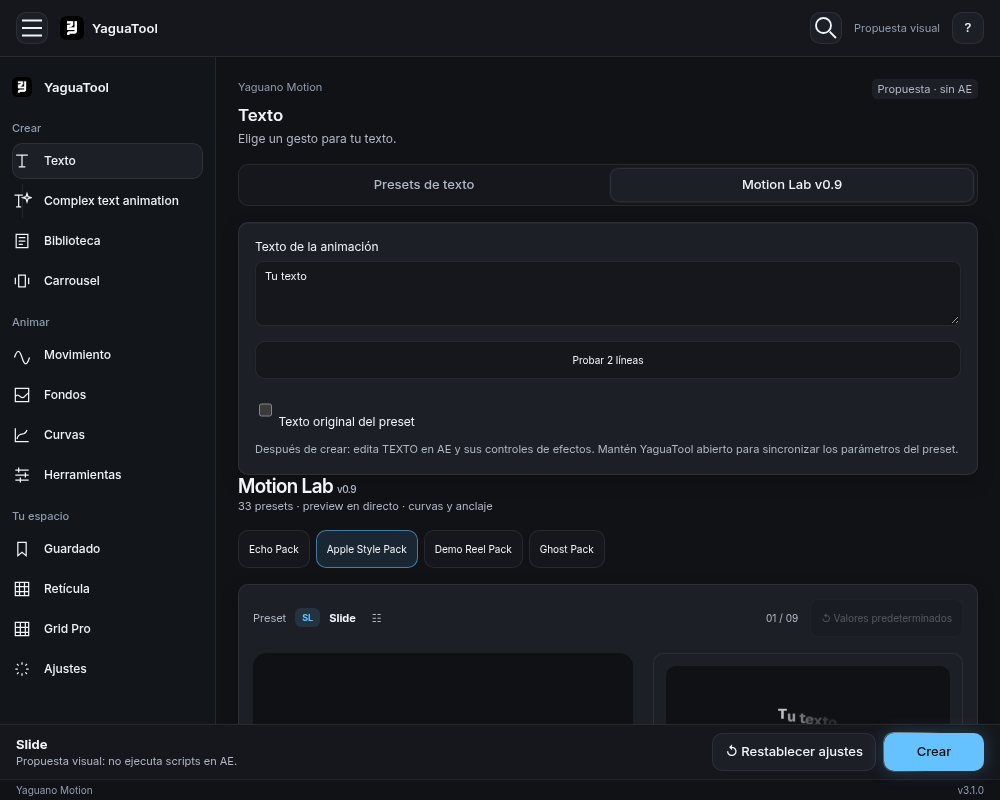 YaguaTool
Propuesta visual
?
YaguaTool
Crear
Texto
Complex text animation
Biblioteca
Carrousel
Animar
Movimiento
Fondos
Curvas
Herramientas
Tu espacio
Guardado
Retícula
Grid Pro
Ajustes
Yaguano Motion
Propuesta · sin AE
Texto
Elige un gesto para tu texto.
Presets de texto
Motion Lab v0.9
Texto de la animación
Tu texto
Probar 2 líneas
Texto original del preset
Después de crear: edita TEXTO en AE y sus controles de efectos. Mantén YaguaTool abierto para sincronizar los parámetros del preset.
Motion Lab v0.9
33 presets · preview en directo · curvas y anclaje
Echo Pack
Apple Style Pack
Demo Reel Pack
Ghost Pack
Preset SL Slide
01 / 09
↺ Valores predeterminados
Tu texto
Slide
Propuesta visual: no ejecuta scripts en AE.
↺ Restablecer ajustes
Crear
Yaguano Motion
v3.1.0